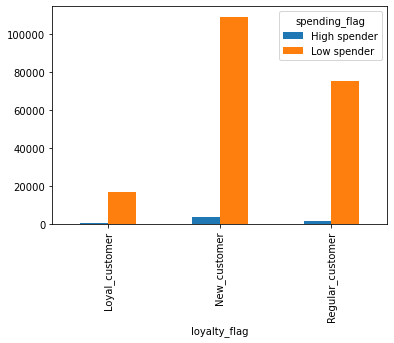 spending_flag
High spender
Low spender
100000
80000
60000
40000
20000
0
Loyal_customer
New_customer
Regular_customer
loyalty_flag